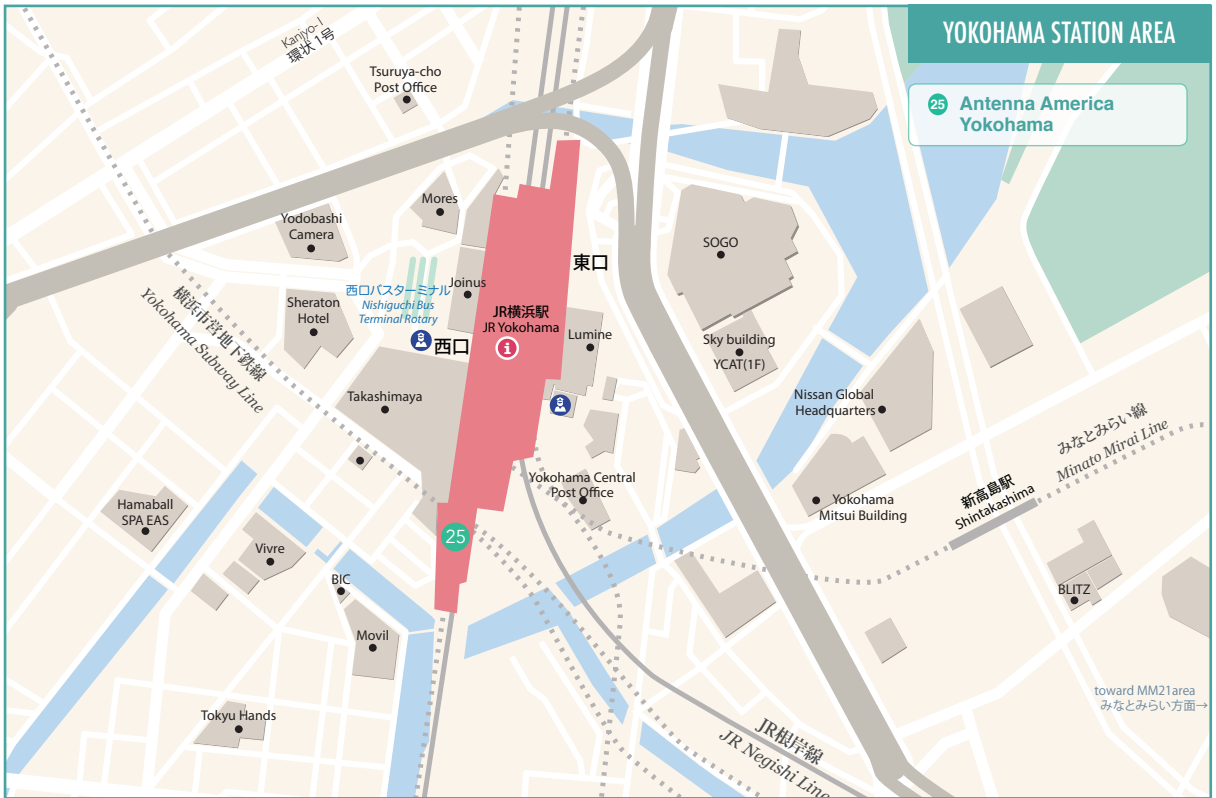 YOKOHAMA STATION AREA
25 Antenna America
Yokohama
Kanjyo-1
環状1号
Tsuruya-cho
Post Office
Mores
Yodobashi
Camera
SOGO
東口
西口バスターミナル
Nishiguchi Bus
Terminal Rotary
Joinus
横浜市営地下鉄線
Yokohama Subway Line
Sheraton
Hotel
JR横浜駅
JR Yokohama
i
西口
Lumine
Sky building
YCAT(1F)
Takashimaya
Nissan Global
Headquarters
みなとみらい線
Minato Mirai Line
Yokohama Central
Post Office
Yokohama
Mitsui Building
新高島駅
Shintakashima
Hamaball
SPA EAS
25
Vivre
BIC
BLITZ
Movil
toward MM21area
みなとみらい方面→
Tokyu Hands
JR根岸線
JR Negishi Line